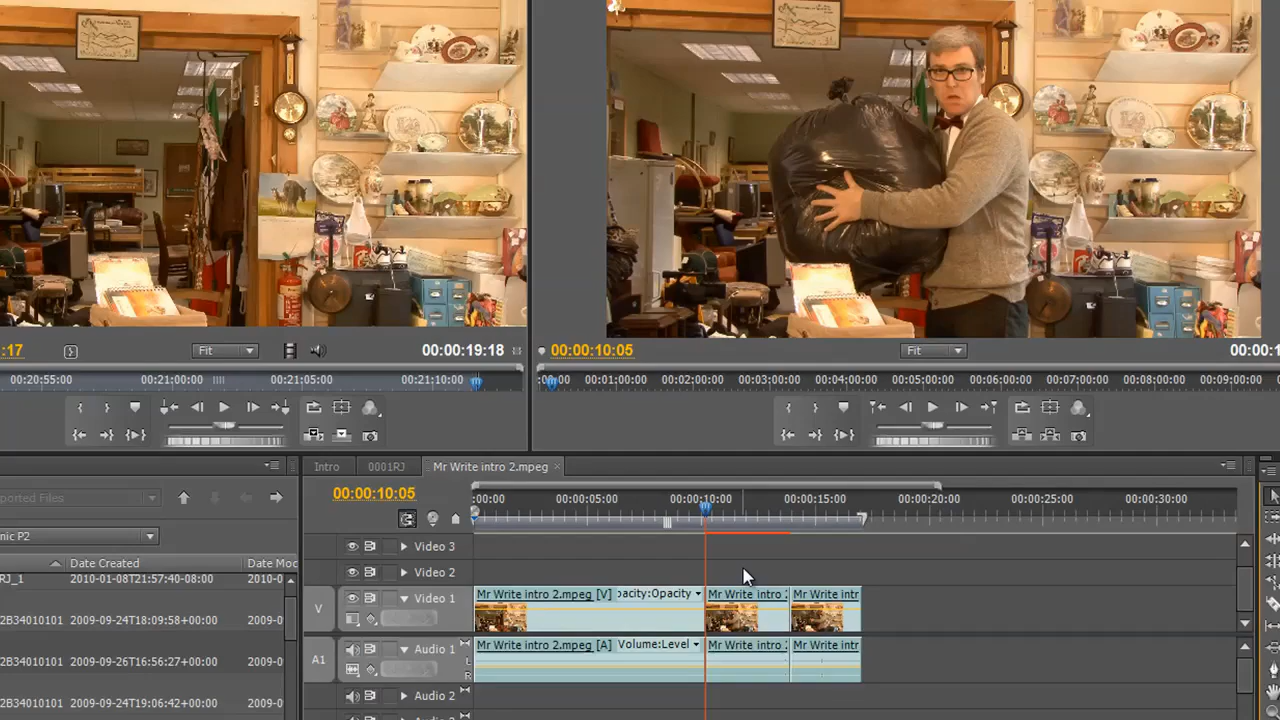 :17
Fit
00:00:19:18
00:00:10:05
Fit
00:20:55:00 00:21:00:00 00:21:05:00 00:21:10:00
00:01:00:00 00:02:00:00 00:03:00:00 00:04:00:00 00:05:00:00 00:06:00:00 00:07:00:00 00:08:00:00 00:09:00:00
Intro 0001RJ Mr Write intro 2.mpeg
00:00:10:05
:00:00 00:00:05:00 00:00:10:00 00:00:15:00 00:00:20:00 00:00:25:00 00:00:30:00
ported Files
nic P2
Date Created Date Mo
RJ_1 2010-01-08T21:57:40-08:00 2010-0
2B34010101 2009-09-24T18:09:58+00:00 2009-0
2B34010101 2009-09-26T16:56:27+00:00 2009-0
2B34010101 2009-09-24T19:06:42+00:00 2009-0
Video 3
Video 2
V Video 1
Mr Write intro 2.mpeg [V] pacity:Opacity Mr Write intro 2 Mr Write intr
A1 Audio 1
Mr Write intro 2.mpeg [A] Volume:Level Mr Write intro 2 Mr Write intr
L
R
Audio 2